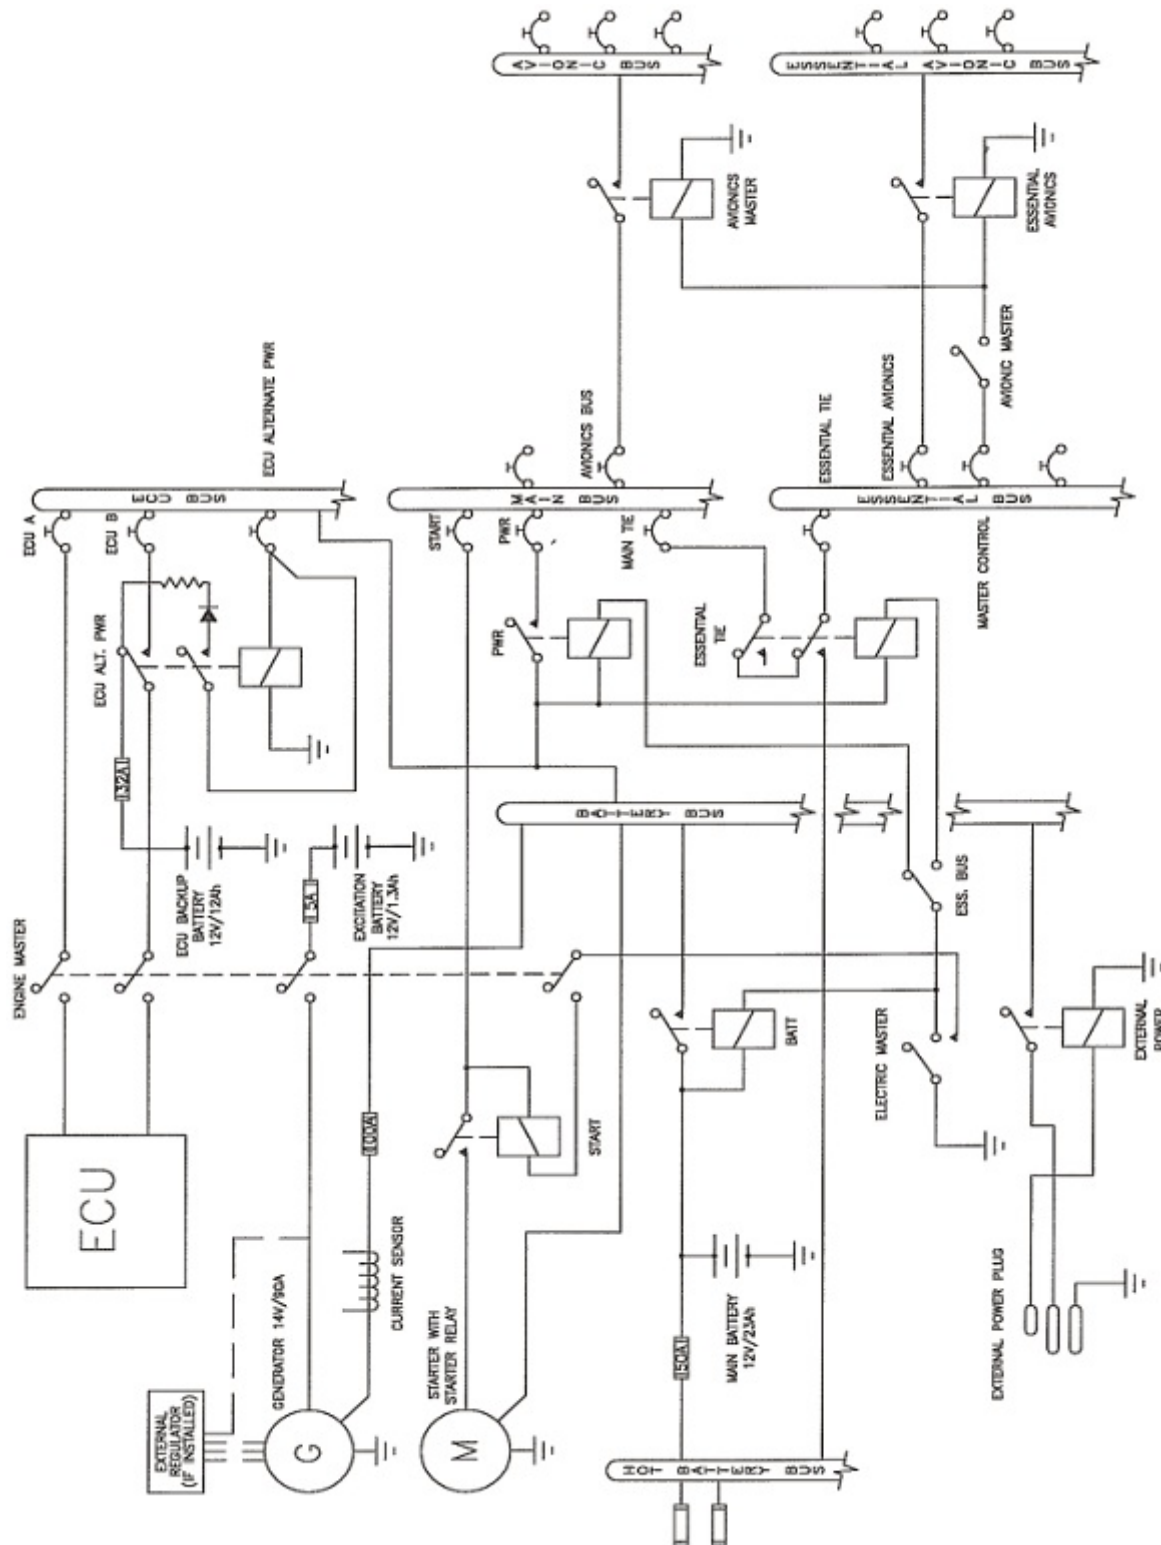 AVIONIC BUS
ESSENTIAL AVIONIC BUS
AVIONICS
MASTER
ESSENTIAL
AVIONICS
ECU ALTERNATE PWR
AVIONICS BUS
ESSENTIAL TIE
ESSENTIAL AVIONICS
AVIONIC MASTER
ECU BUS
MAIN BUS
ESSENTIAL BUS
ECU A
ECU B
START
PWR
MAIN TIE
MASTER CONTROL
ECU ALT. PWR
PWR
ESSENTIAL
TIE
32A
BATTERY BUS
ECU BACKUP
BATTERY
12V/12Ah
5A
EXCITATION
BATTERY
12V/1.3Ah
ESS. BUS
ENGINE MASTER
BATT
ELECTRIC MASTER
EXTERNAL
POWER
ECU
100A
START
CURRENT SENSOR
GENERATOR 14V/90A
STARTER WITH
STARTER RELAY
50A
MAIN BATTERY
12V/23Ah
EXTERNAL POWER PLUG
EXTERNAL
REGULATOR
(IF INSTALLED)
G
M
HOT BATTERY BUS